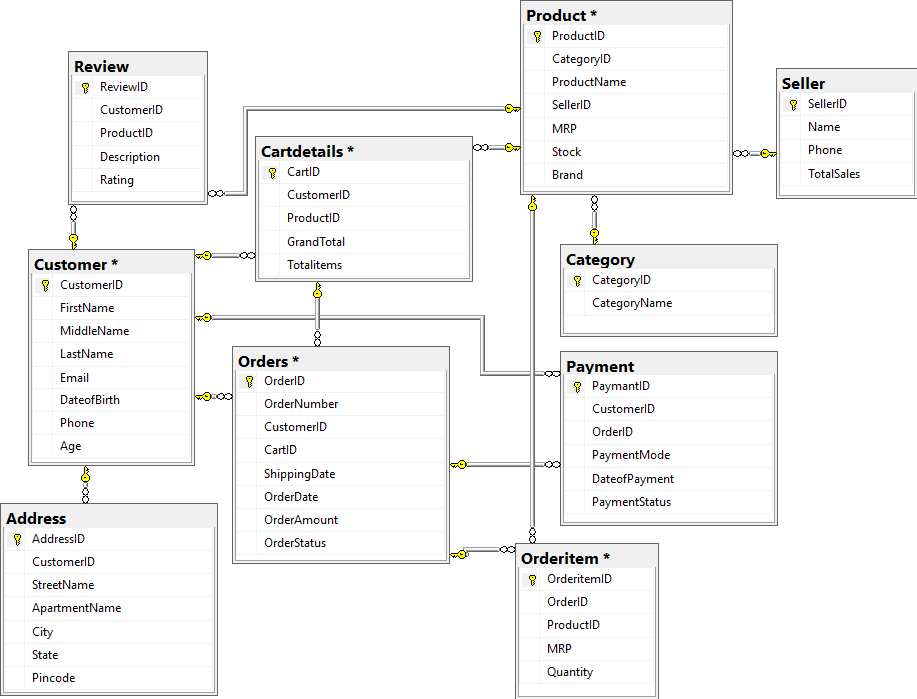 Product *
ProductID
CategoryID
ProductName
SellerID
MRP
Stock
Brand
Review
ReviewID
CustomerID
ProductID
Description
Rating
Seller
SellerID
Name
Phone
TotalSales
Cartdetails *
CartID
CustomerID
ProductID
GrandTotal
Totalitems
Customer *
CustomerID
FirstName
MiddleName
LastName
Email
DateofBirth
Phone
Age
Category
CategoryID
CategoryName
Orders *
OrderID
OrderNumber
CustomerID
CartID
ShippingDate
OrderDate
OrderAmount
OrderStatus
Payment
PaymantID
CustomerID
OrderID
PaymentMode
DateofPayment
PaymentStatus
Address
AddressID
CustomerID
StreetName
ApartmentName
City
State
Pincode
Orderitem *
OrderitemID
OrderID
ProductID
MRP
Quantity